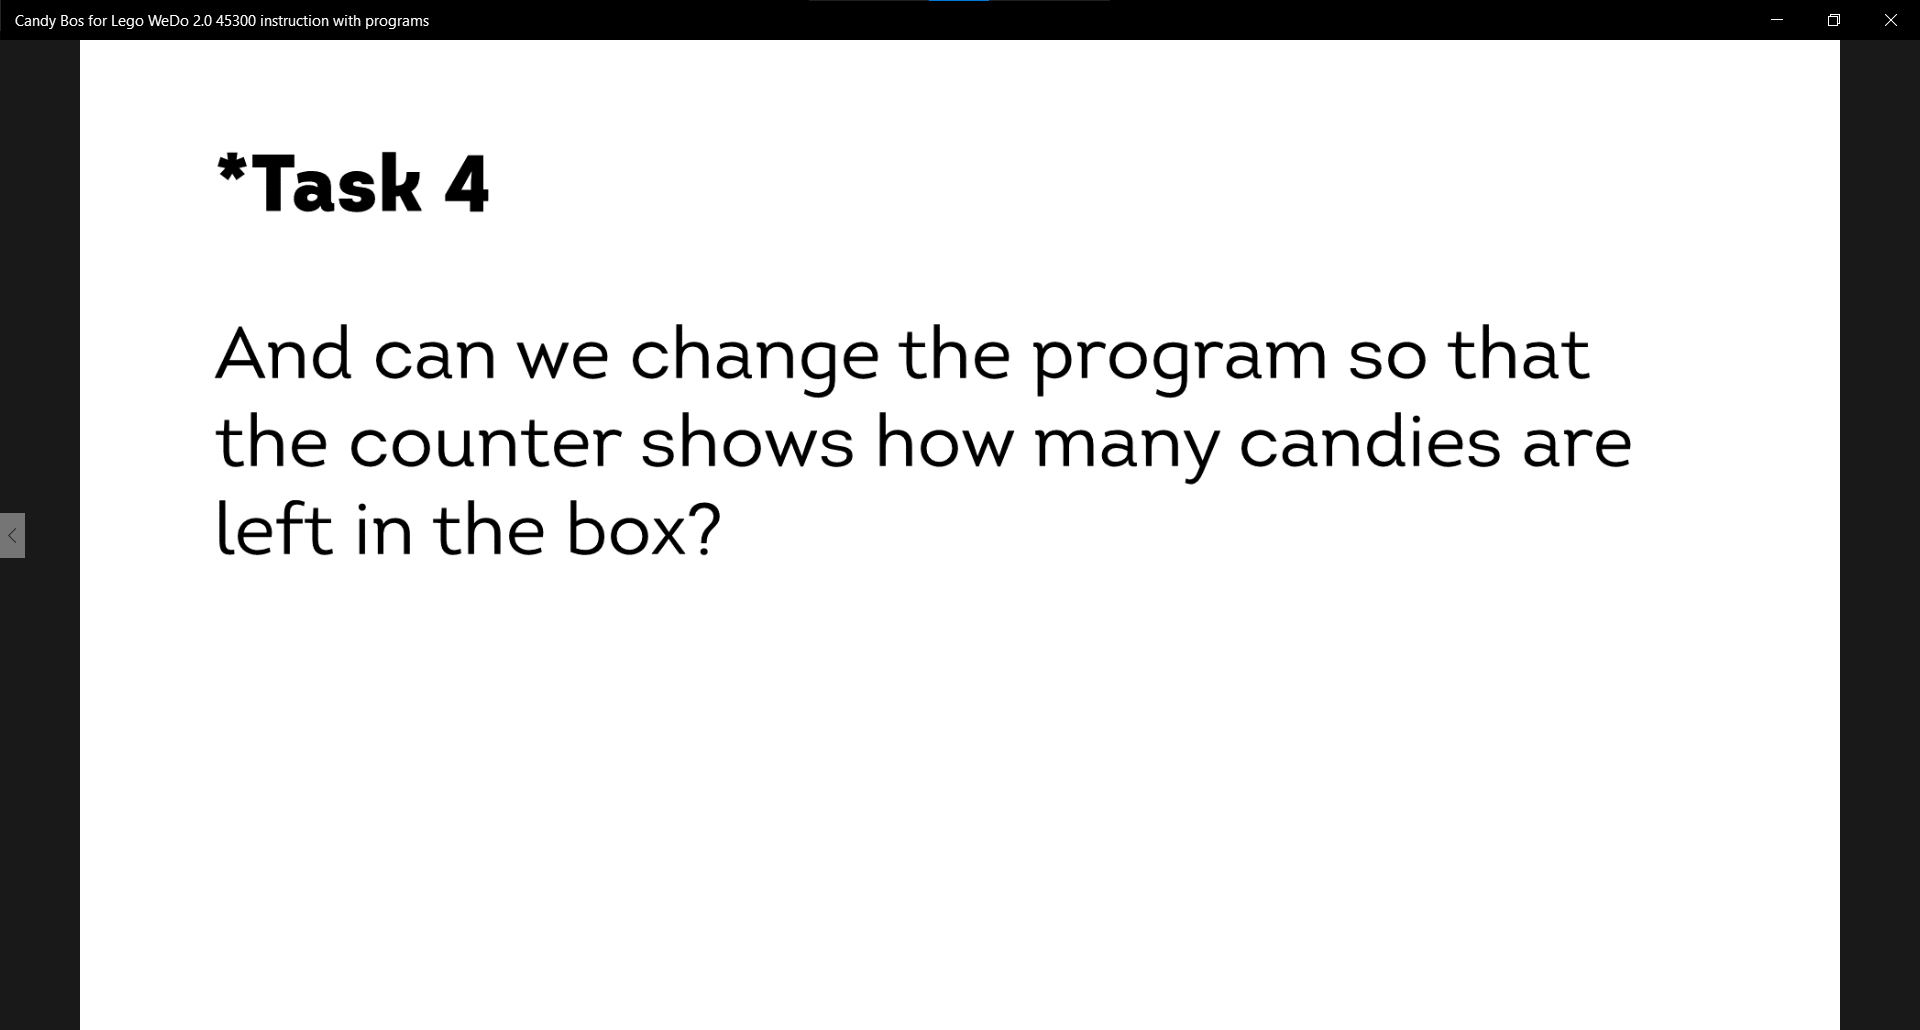 Candy Bos for Lego WeDo 2.0 45300 instruction with programs
*Task 4
And can we change the program so that
the counter shows how many candies are
left in the box?